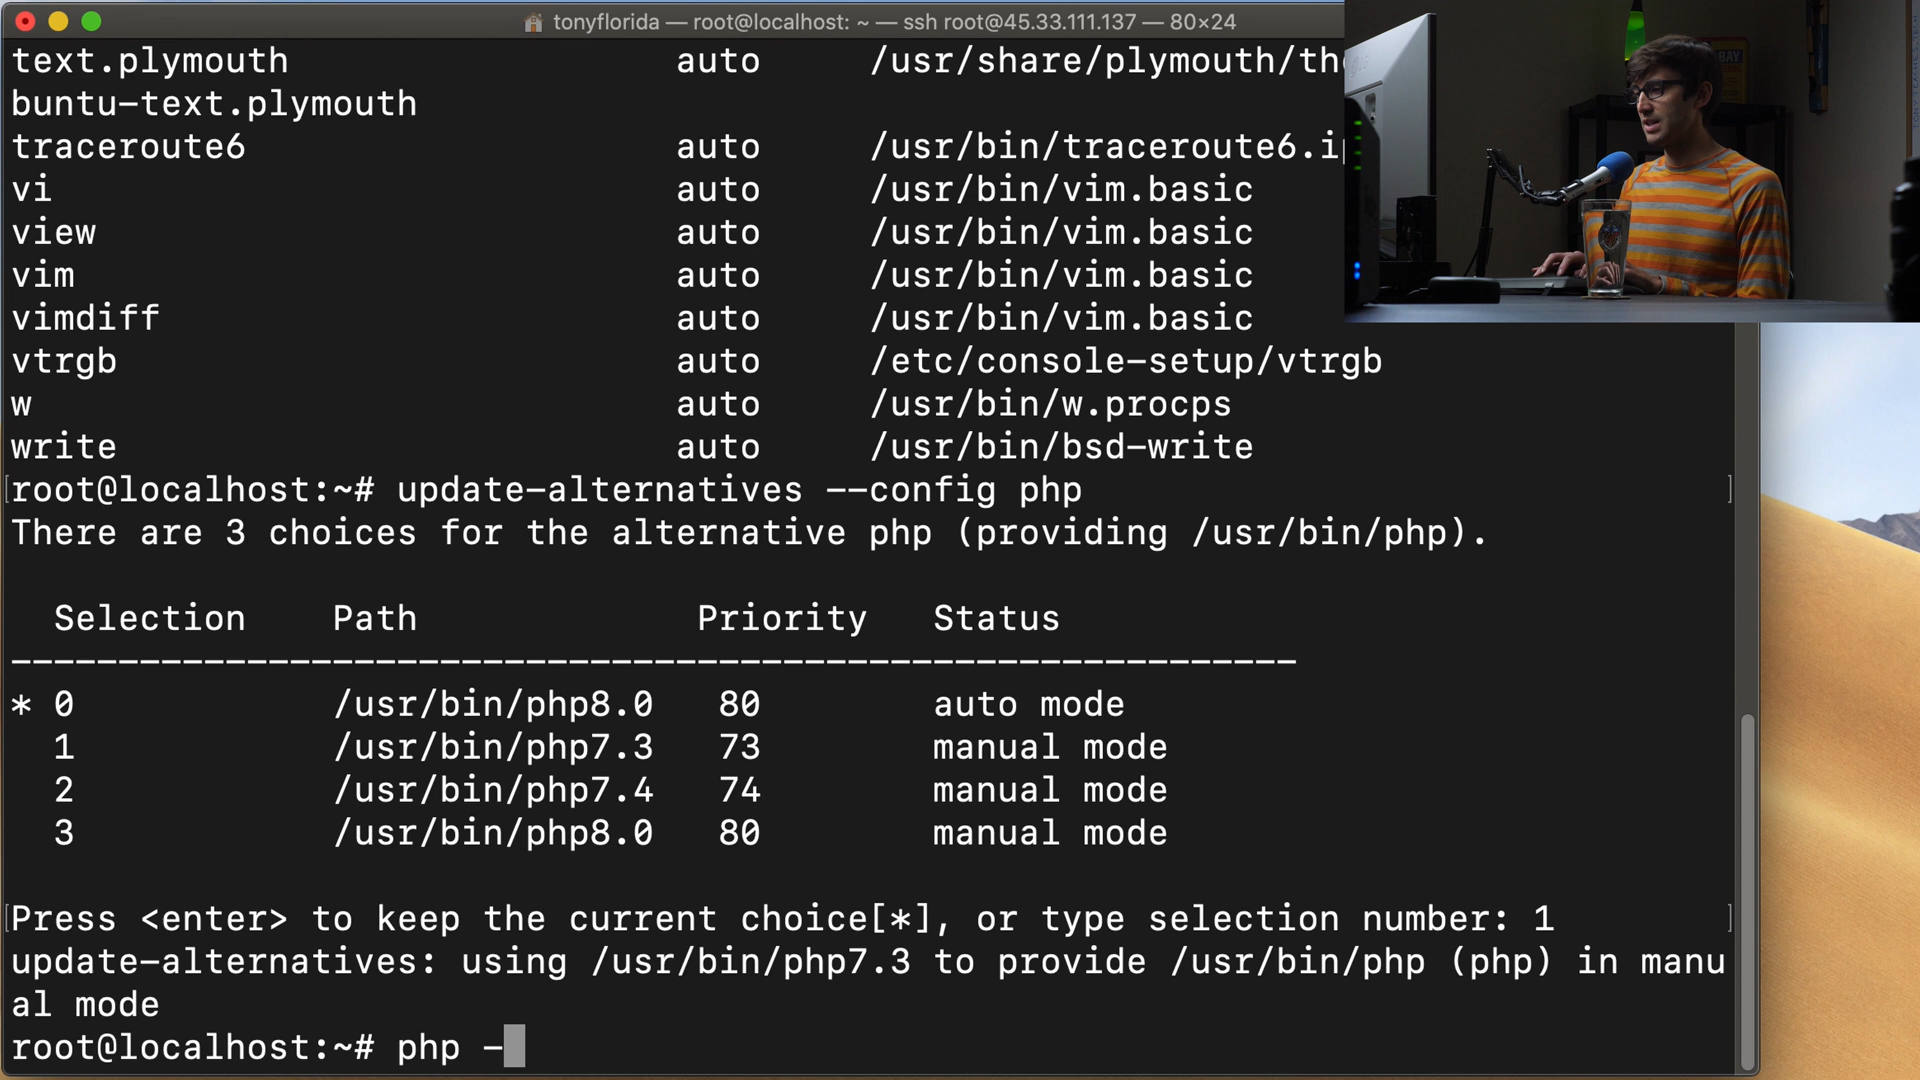 tonyflorida — root@localhost: ~ — ssh root@45.33.111.137 — 80×24
text.plymouth auto /usr/share/plymouth/th
buntu-text.plymouth
traceroute6 auto /usr/bin/traceroute6.i
vi auto /usr/bin/vim.basic
view auto /usr/bin/vim.basic
vim auto /usr/bin/vim.basic
vimdiff auto /usr/bin/vim.basic
vtrgb auto /etc/console-setup/vtrgb
w auto /usr/bin/w.procps
write auto /usr/bin/bsd-write
[root@localhost:~# update-alternatives --config php ]
There are 3 choices for the alternative php (providing /usr/bin/php).
Selection Path Priority Status
------------------------------------------------------------
* 0 /usr/bin/php8.0 80 auto mode
1 /usr/bin/php7.3 73 manual mode
2 /usr/bin/php7.4 74 manual mode
3 /usr/bin/php8.0 80 manual mode
[Press <enter> to keep the current choice[*], or type selection number: 1 ]
update-alternatives: using /usr/bin/php7.3 to provide /usr/bin/php (php) in manu
al mode
root@localhost:~# php -